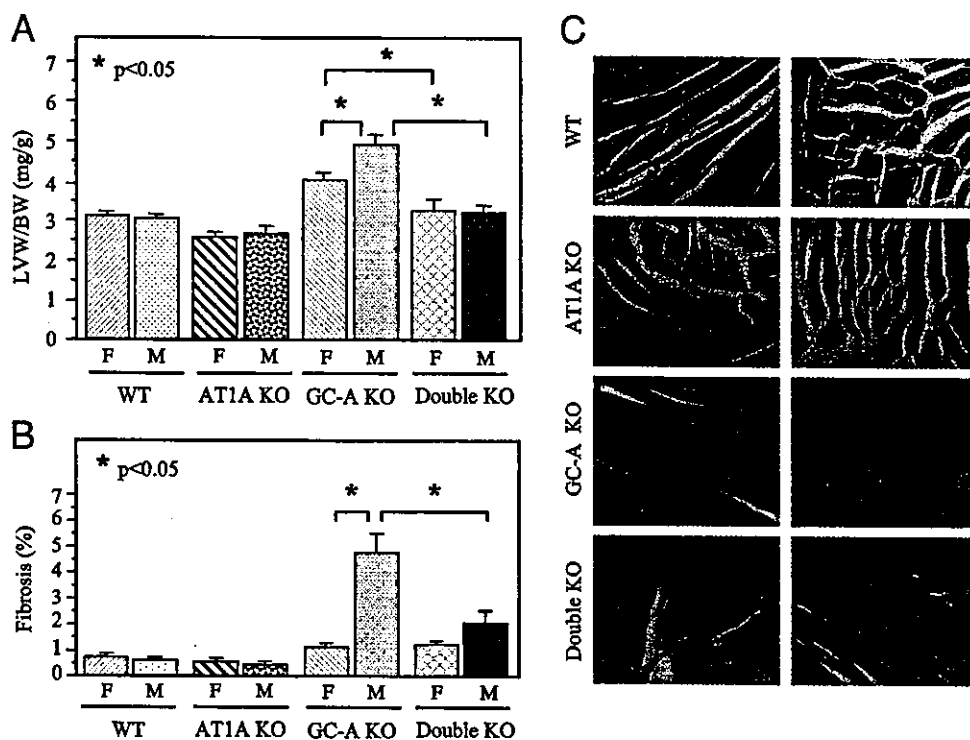 A
LVW/BW (mg/g)
7
6
5
4
3
2
1
0
* p<0.05
*
*
*
F M F M F M F M
WT AT1A KO GC-A KO Double KO
B
Fibrosis (%)
7
6
5
4
3
2
1
0
* p<0.05
*
*
F M F M F M F M
WT AT1A KO GC-A KO Double KO
C
WT
AT1A KO
GC-A KO
Double KO